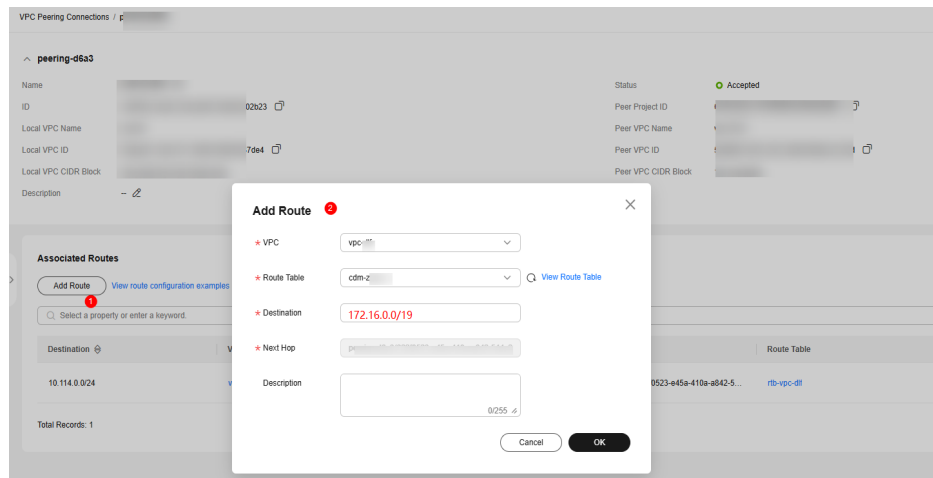 VPC Peering Connections / p
peering-d6a3
Name
Status Accepted
ID 02b23
Peer Project ID
Local VPC Name
Peer VPC Name
Local VPC ID 7de4
Peer VPC ID
Local VPC CIDR Block
Peer VPC CIDR Block
Description –
Add Route 2
* VPC vpc-dlf
* Route Table cdm-z View Route Table
* Destination 172.16.0.0/19
* Next Hop
Description
0/255
Cancel OK
Associated Routes
Add Route View route configuration examples
1
Select a property or enter a keyword.
Destination V Route Table
10.114.0.0/24 v 0523-e45a-410a-a842-5... rtb-vpc-dlf
Total Records: 1